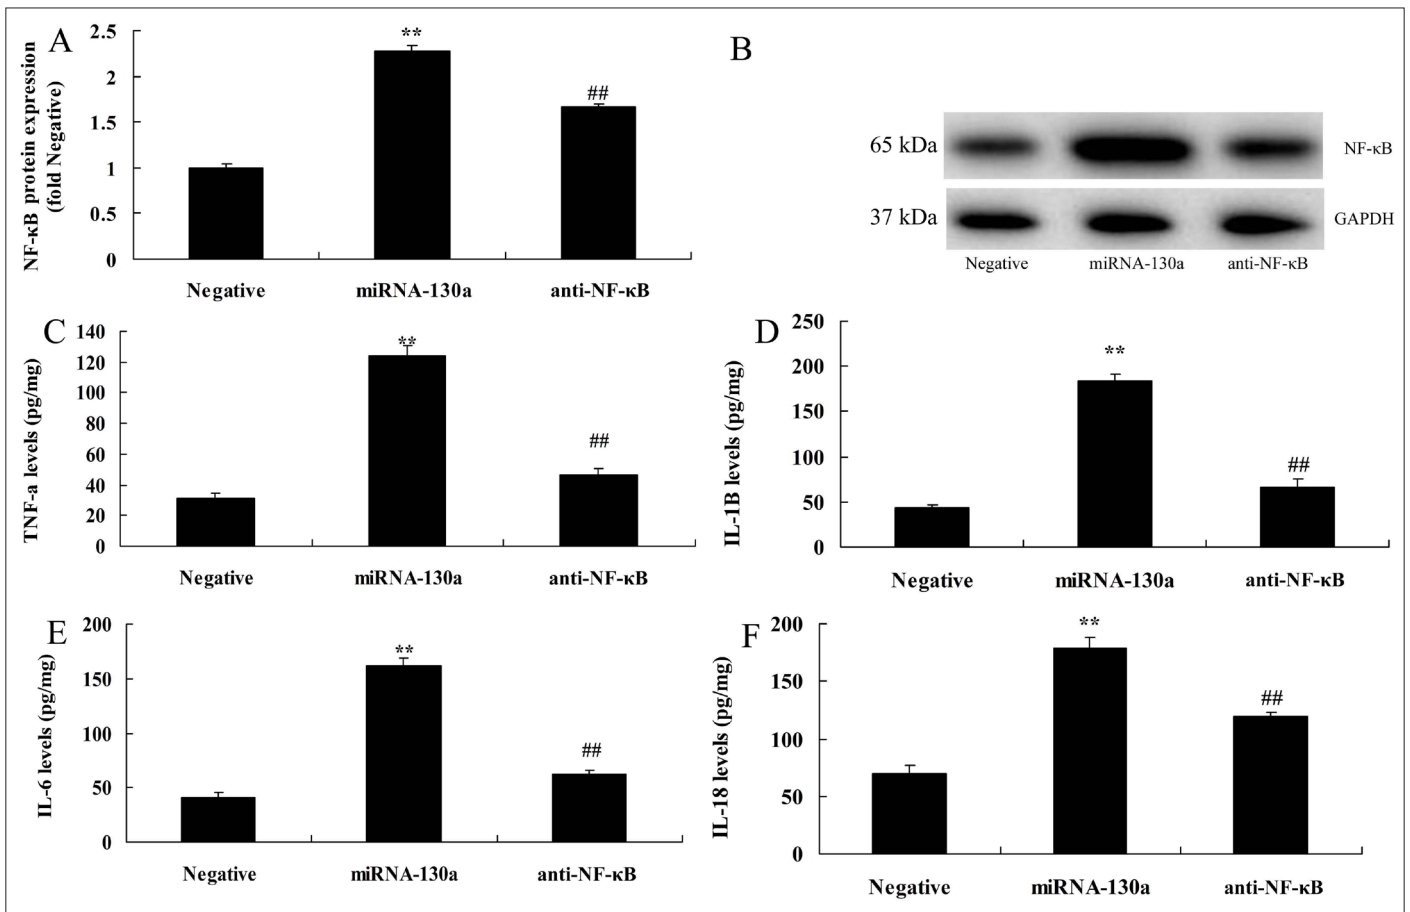 A
NF-κB protein expression
(fold Negative)
2.5
2
1.5
1
0.5
0
**
##
Negative
miRNA-130a
anti-NF-κB
B
65 kDa
NF-κB
37 kDa
GAPDH
Negative
miRNA-130a
anti-NF-κB
C
TNF-a levels (pg/mg)
140
120
100
80
60
40
20
0
**
##
Negative
miRNA-130a
anti-NF-κB
D
IL-1B levels (pg/mg)
250
200
150
100
50
0
**
##
Negative
miRNA-130a
anti-NF-κB
E
IL-6 levels (pg/mg)
200
150
100
50
0
**
##
Negative
miRNA-130a
anti-NF-κB
F
IL-18 levels (pg/mg)
200
150
100
50
0
**
##
Negative
miRNA-130a
anti-NF-κB